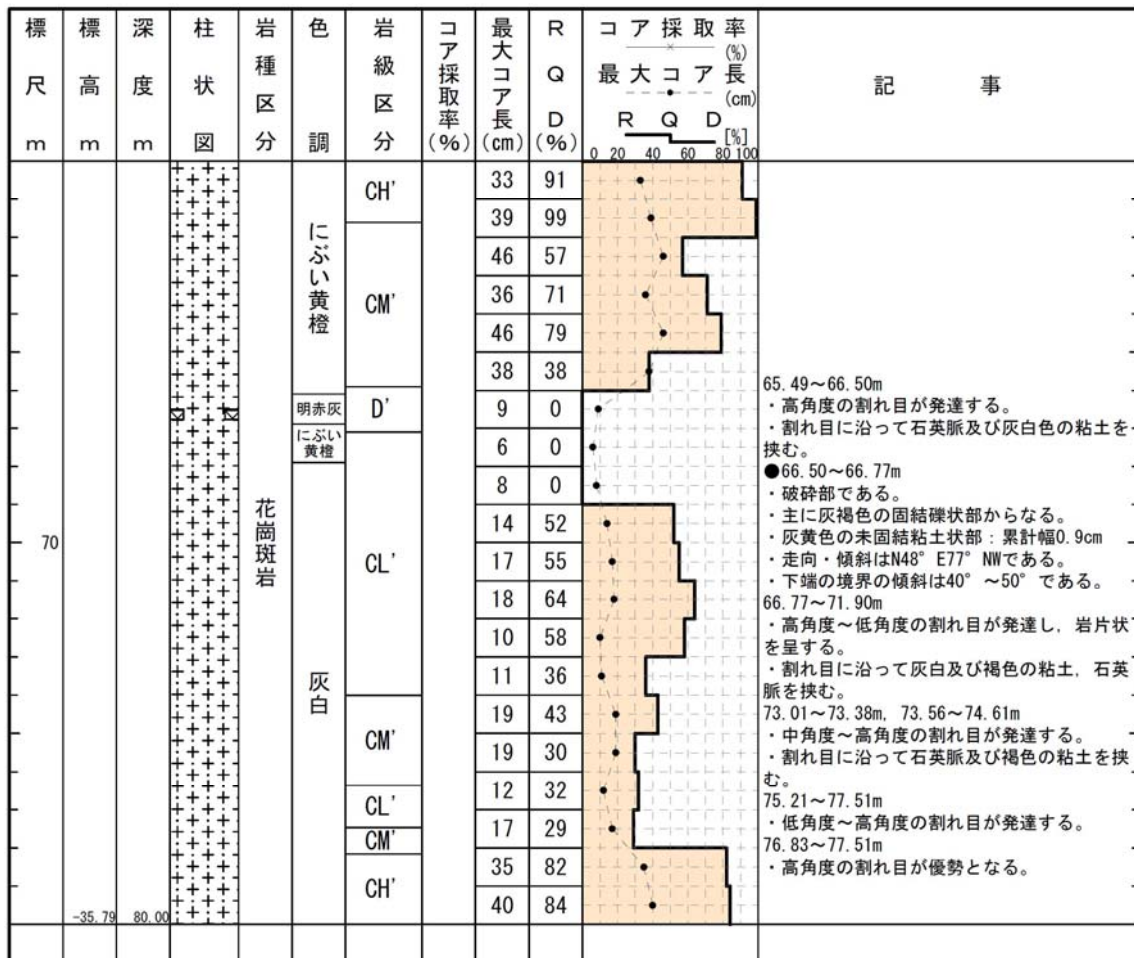 標尺 m
標高 m
深度 m
柱状図
岩種区分
色調
岩級区分
コア採取率(%)
最大コア長(cm)
RQD(%)
コア採取率
(%)
最大コア長
(cm)
RQD
[%]
0 20 40 60 80 100
記事
70
-35.79 80.00
花崗斑岩
にぶい黄橙
明赤灰
にぶい
黄橙
灰白
CH'
CM'
D'
CL'
CM'
CL'
CM'
CH'
33 91
39 99
46 57
36 71
46 79
38 38
9 0
6 0
8 0
14 52
17 55
18 64
10 58
11 36
19 43
19 30
12 32
17 29
35 82
40 84
65.49～66.50m
・高角度の割れ目が発達する。
・割れ目に沿って石英脈及び灰白色の粘土を
挟む。
●66.50～66.77m
・破砕部である。
・主に灰褐色の固結礫状部からなる。
・灰黄色の未固結粘土状部：累計幅0.9cm
・走向・傾斜はN48°E77°NWである。
・下端の境界の傾斜は40°～50°である。
66.77～71.90m
・高角度～低角度の割れ目が発達し，岩片状
を呈する。
・割れ目に沿って灰白及び褐色の粘土，石英
脈を挟む。
73.01～73.38m，73.56～74.61m
・中角度～高角度の割れ目が発達する。
・割れ目に沿って石英脈及び褐色の粘土を挟
む。
75.21～77.51m
・低角度～高角度の割れ目が発達する。
76.83～77.51m
・高角度の割れ目が優勢となる。